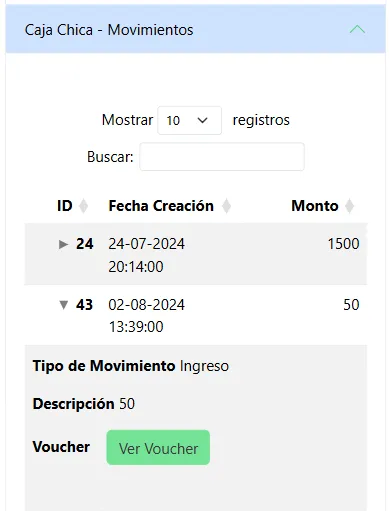 Caja Chica - Movimientos
Mostrar 10 registros
Buscar:
ID Fecha Creación Monto
24 24-07-2024 1500
20:14:00
43 02-08-2024 50
13:39:00
Tipo de Movimiento Ingreso
Descripción 50
Voucher Ver Voucher